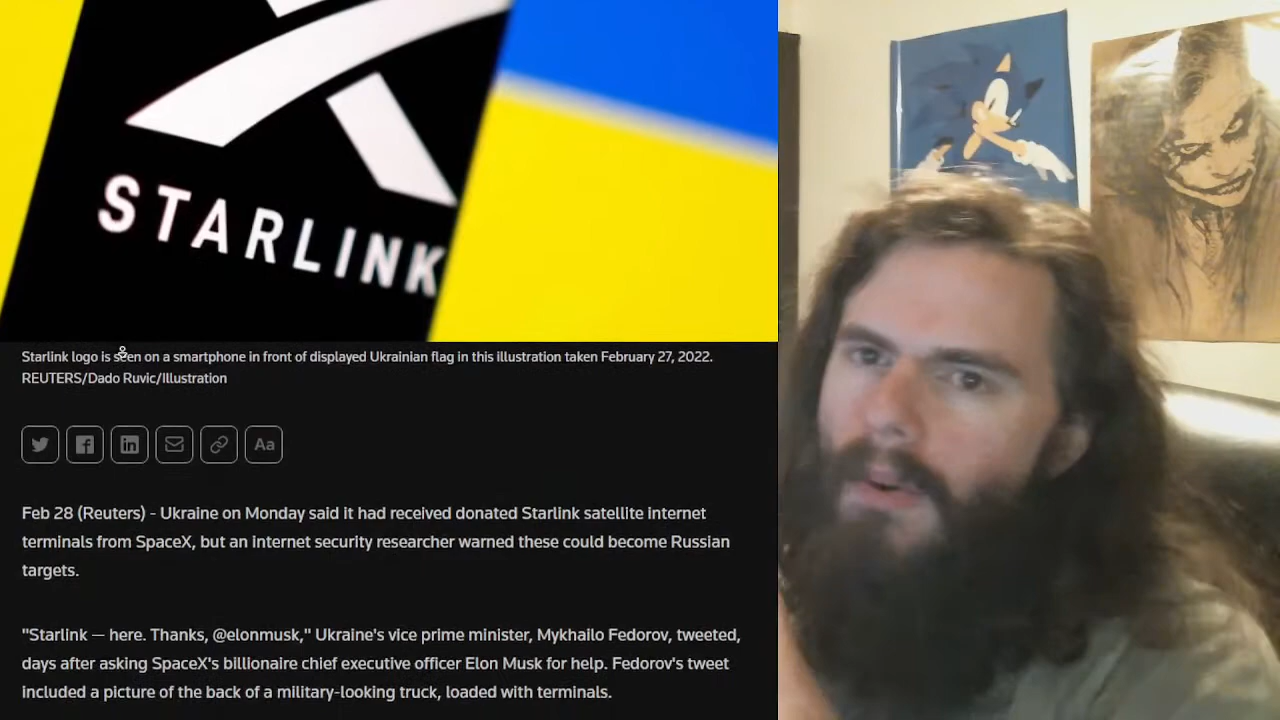 STARLINK
Starlink logo is seen on a smartphone in front of displayed Ukrainian flag in this illustration taken February 27, 2022.
REUTERS/Dado Ruvic/Illustration
Aa
Feb 28 (Reuters) - Ukraine on Monday said it had received donated Starlink satellite internet
terminals from SpaceX, but an internet security researcher warned these could become Russian
targets.
"Starlink — here. Thanks, @elonmusk," Ukraine's vice prime minister, Mykhailo Fedorov, tweeted,
days after asking SpaceX's billionaire chief executive officer Elon Musk for help. Fedorov's tweet
included a picture of the back of a military-looking truck, loaded with terminals.